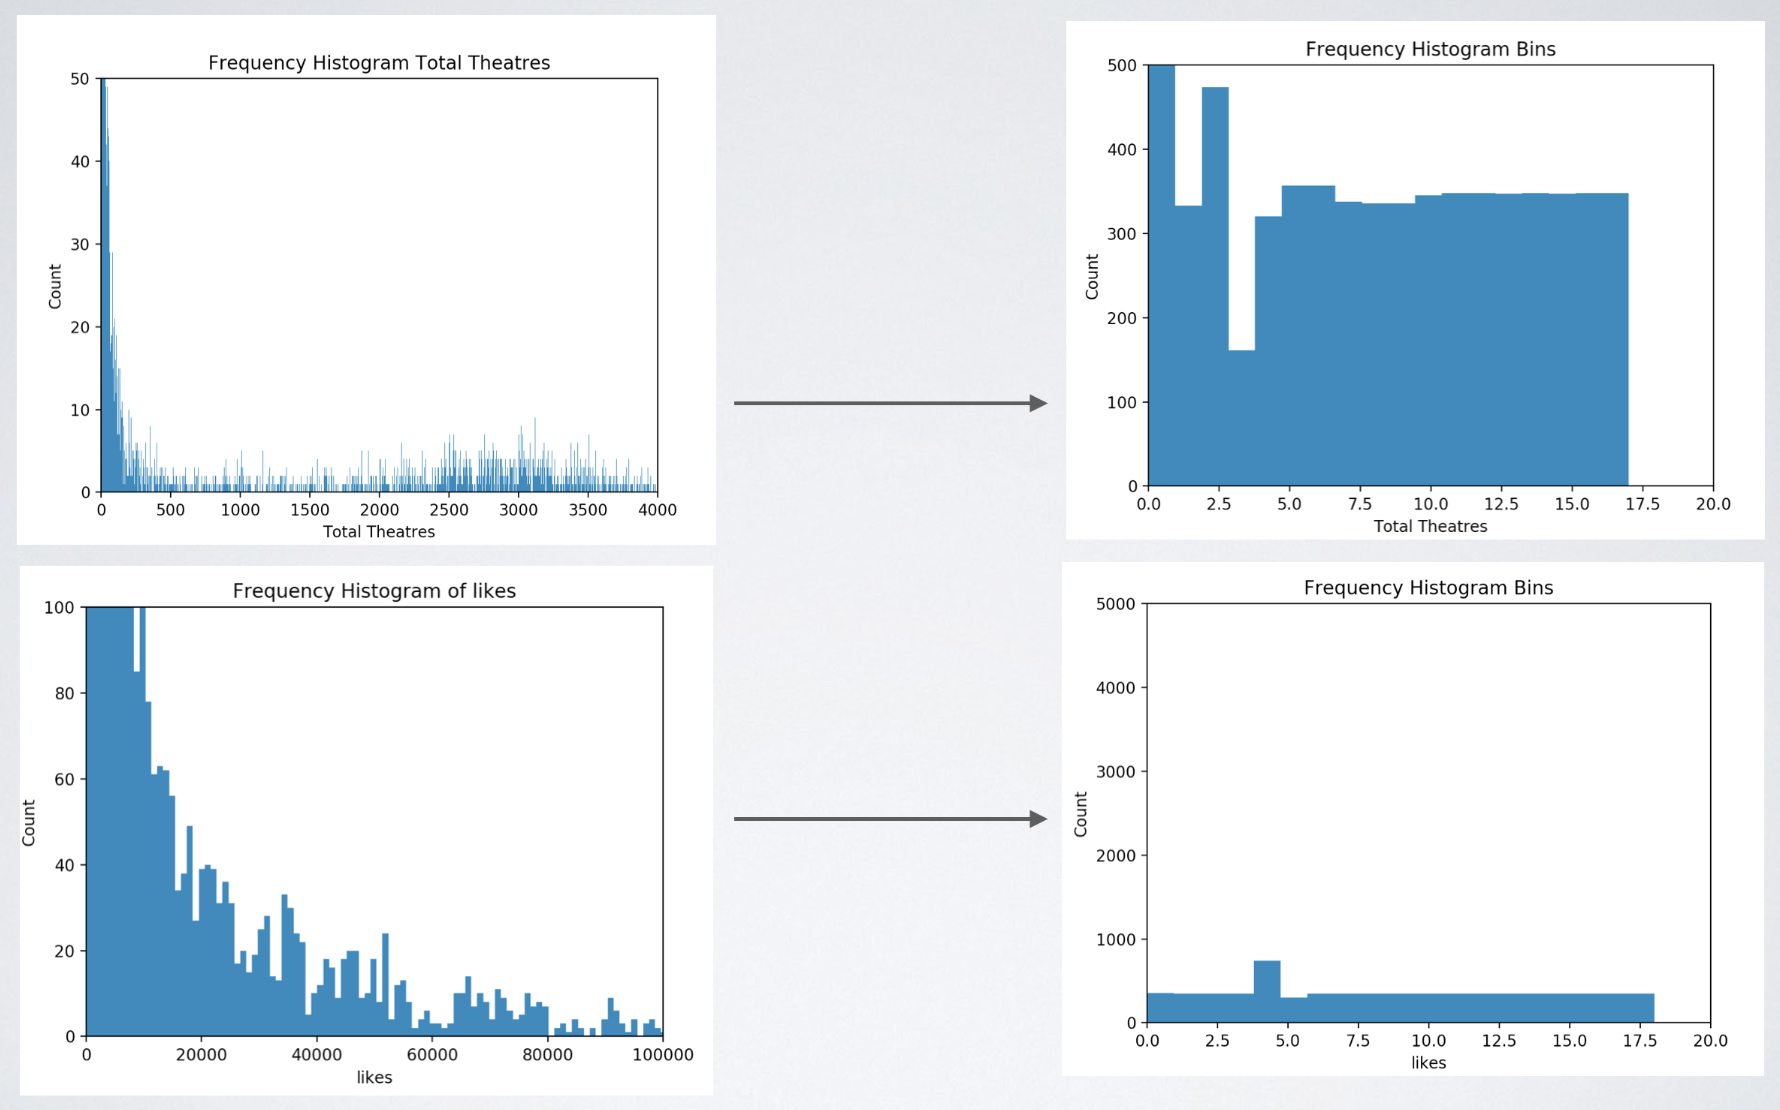 Frequency Histogram Total Theatres
50
40
30
20
10
0
Count
0 500 1000 1500 2000 2500 3000 3500 4000
Total Theatres
Frequency Histogram Bins
500
400
300
200
100
0
Count
0.0 2.5 5.0 7.5 10.0 12.5 15.0 17.5 20.0
Total Theatres
Frequency Histogram of likes
100
80
60
40
20
0
Count
0 20000 40000 60000 80000 100000
likes
Frequency Histogram Bins
5000
4000
3000
2000
1000
0
Count
0.0 2.5 5.0 7.5 10.0 12.5 15.0 17.5 20.0
likes